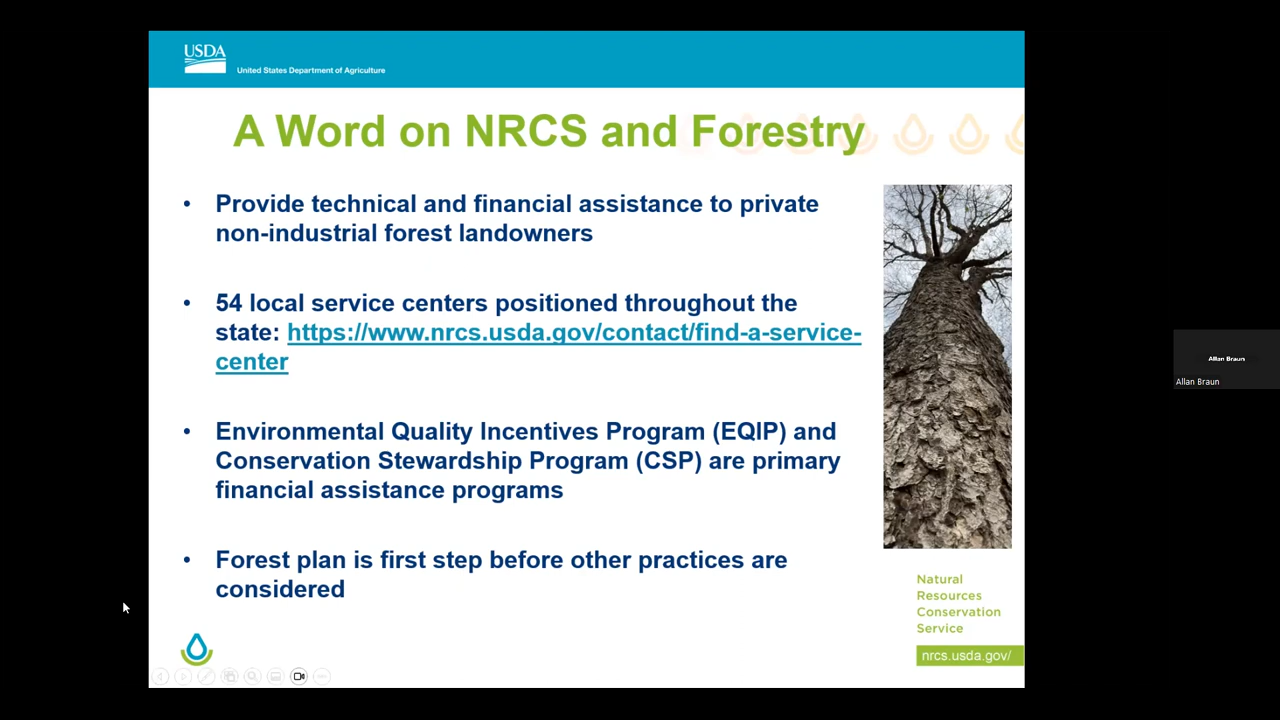 USDA
United States Department of Agriculture
A Word on NRCS and Forestry
• Provide technical and financial assistance to private
non-industrial forest landowners
• 54 local service centers positioned throughout the
state: https://www.nrcs.usda.gov/contact/find-a-service-
center
• Environmental Quality Incentives Program (EQIP) and
Conservation Stewardship Program (CSP) are primary
financial assistance programs
• Forest plan is first step before other practices are
considered
Natural
Resources
Conservation
Service
nrcs.usda.gov/
Allan Braun
Allan Braun